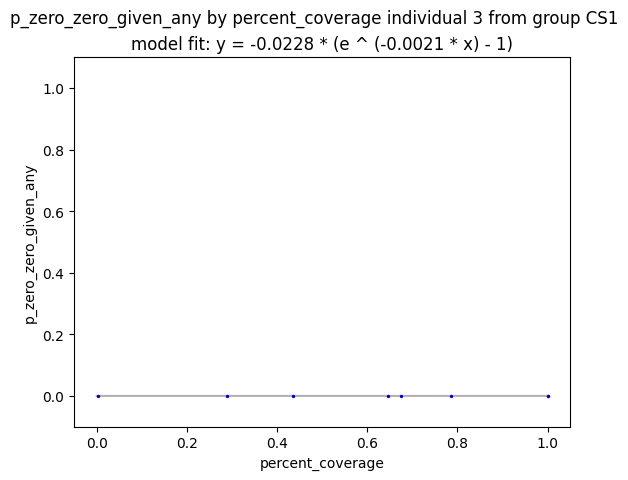 p_zero_zero_given_any by percent_coverage individual 3 from group CS1
model fit: y = -0.0228 * (e ^ (-0.0021 * x) - 1)
1.0
0.8
0.6
0.4
0.2
0.0
p_zero_zero_given_any
0.0 0.2 0.4 0.6 0.8 1.0
percent_coverage